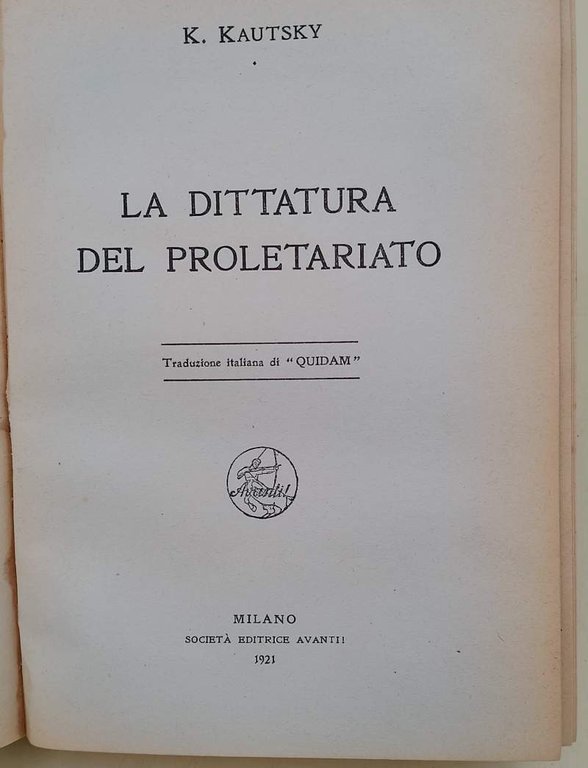 K. KAUTSKY
LA DITTATURA
DEL PROLETARIATO
Traduzione italiana di “QUIDAM”
Avanti!
MILANO
SOCIETÀ EDITRICE AVANTI!
1921